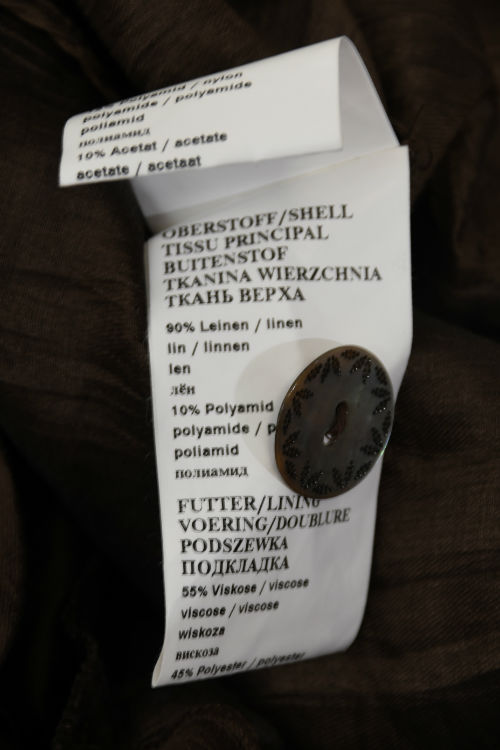 Polyamid / nylon
polyamide / polyamide
poliamid
полиамид
10% Acetat / acetate
acetate / acetaat
OBERSTOFF/SHELL
TISSU PRINCIPAL
BUITENSTOF
TKANINA WIERZCHNIA
ТКАНЬ ВЕРХА
90% Leinen / linen
lin / linnen
len
лён
10% Polyamid
polyamide / p
poliamid
полиамид
FUTTER/LINING
VOERING/DOUBLURE
PODSZEWKA
ПОДКЛАДКА
55% Viskose / viscose
viscose / viscose
wiskoza
вискоза
45% Polyester / polyester